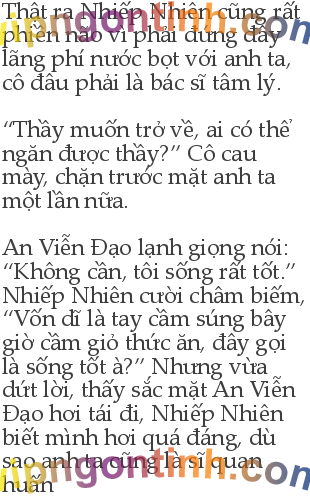 Thật ra Nhiếp Nhiên cũng rất
phiền não vì phải đứng đây
lãng phí nước bọt với anh ta,
cô đâu phải là bác sĩ tâm lý.
“Thầy muốn trở về, ai có thể
ngăn được thầy?” Cô cau
mày, chặn trước mặt anh ta
một lần nữa.
An Viễn Đạo lạnh giọng nói:
“Không cần, tôi sống rất tốt.”
Nhiếp Nhiên cười châm biếm,
“Vốn dĩ là tay cầm súng bây
giờ cầm giỏ thức ăn, đây gọi
là sống tốt à?” Nhưng vừa
dứt lời, thấy sắc mặt An Viễn
Đạo hơi tái đi, Nhiếp Nhiên
biết mình hơi quá đáng, dù
sao anh ta cũng là sĩ quan
huấn